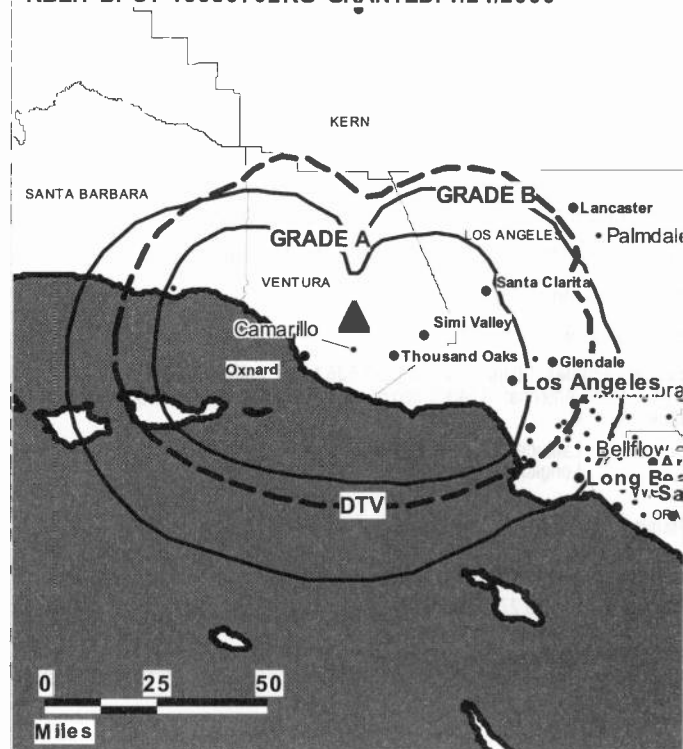 KERN
SANTA BARBARA
GRADE B
Lancaster
GRADE A
LOS ANGELES
Palmdale
VENTURA
Santa Clarita
Camarillo
Simi Valley
Oxnard
Thousand Oaks
Glendale
Los Angeles
Bellflow
Long Bea
DTV
0 25 50
Miles